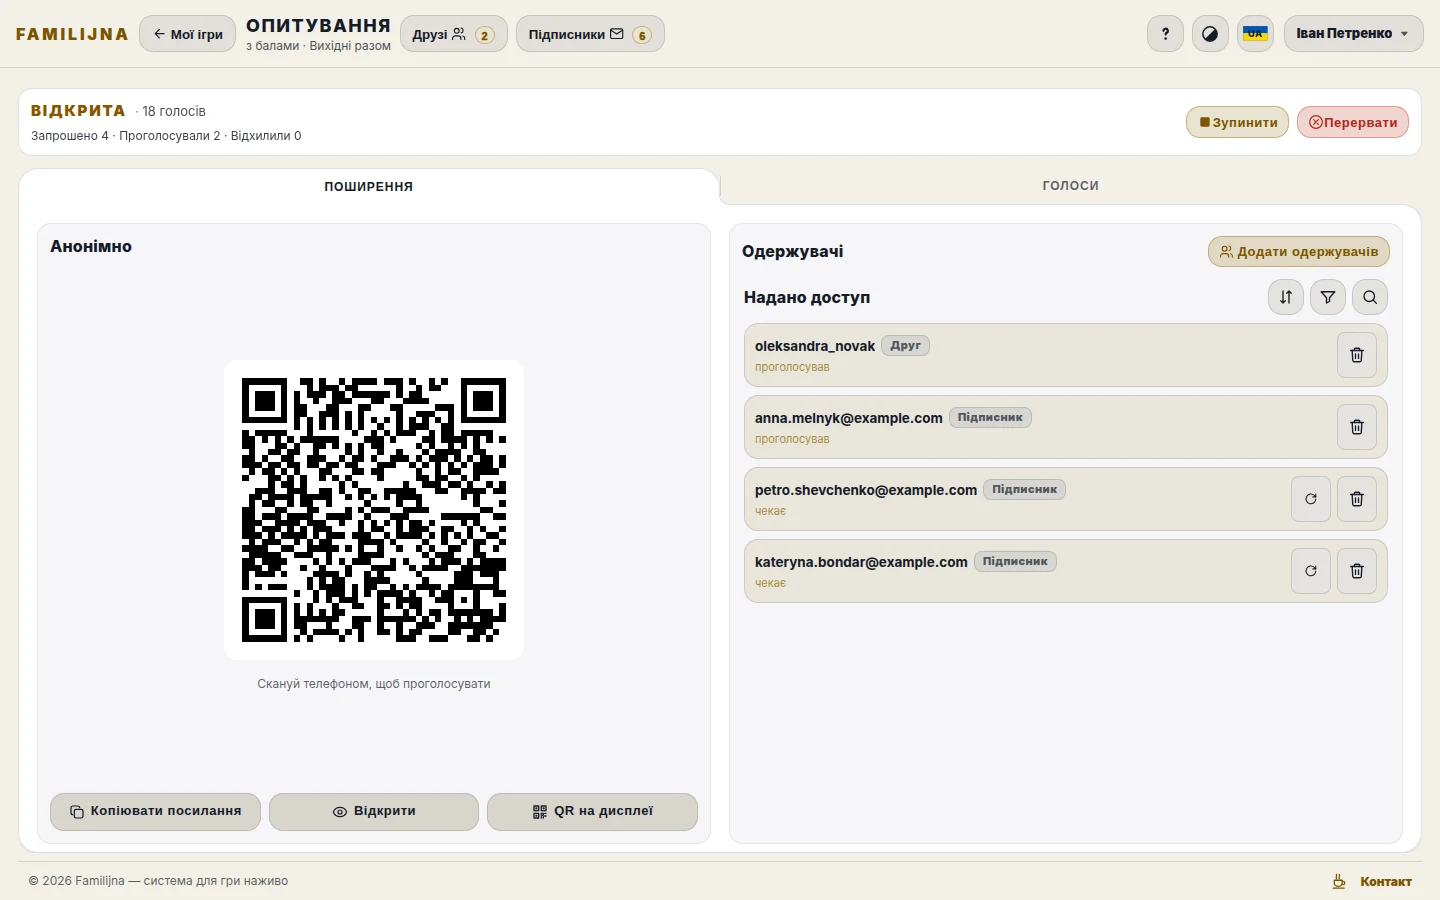 FAMILIJNA
Мої ігри
ОПИТУВАННЯ
з балами · Вихідні разом
Друзі 2
Підписники 6
?
UA
Іван Петренко
ВІДКРИТА · 18 голосів
Запрошено 4 · Проголосували 2 · Відхилили 0
Зупинити
Перервати
ПОШИРЕННЯ
ГОЛОСИ
Анонімно
Скануй телефоном, щоб проголосувати
Копіювати посилання
Відкрити
QR на дисплеї
Одержувачі
Додати одержувачів
Надано доступ
oleksandra_novak Друг
проголосував
anna.melnyk@example.com Підписник
проголосував
petro.shevchenko@example.com Підписник
чекає
kateryna.bondar@example.com Підписник
чекає
© 2026 Familijna — система для гри наживо
Контакт